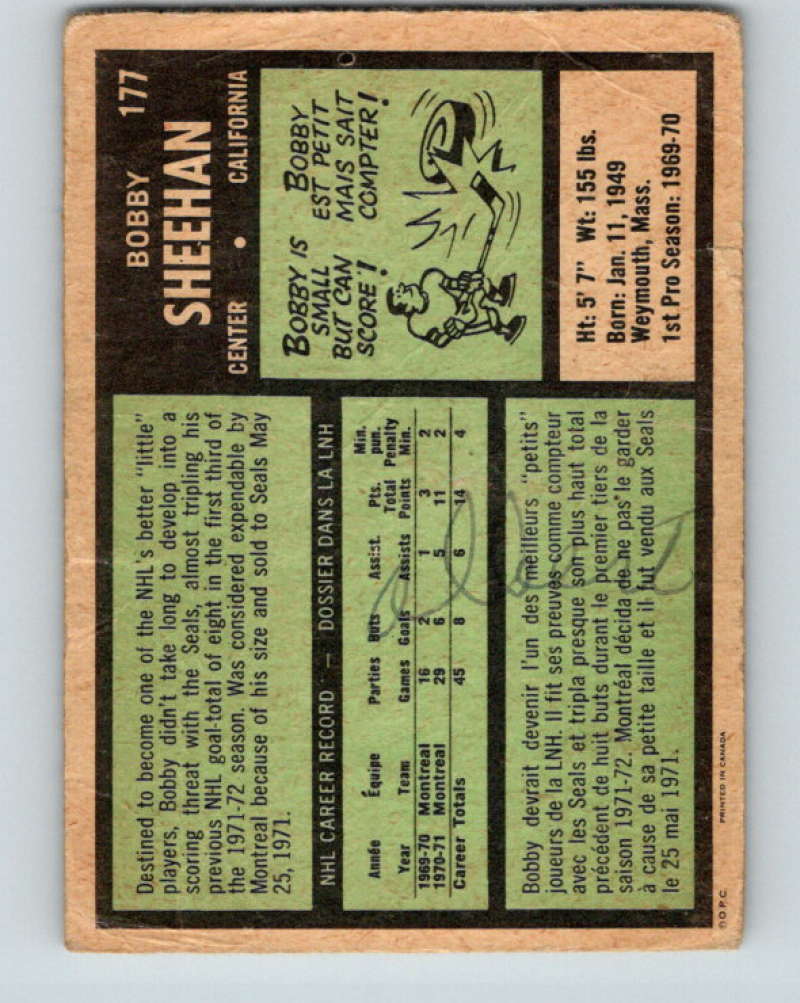 BOBBY 177
SHEEHAN
CENTER • CALIFORNIA
Destined to become one of the NHL's better "little"
players, Bobby didn't take long to develop into a
scoring threat with the Seals, almost tripling his
previous NHL goal-total of eight in the first third of
the 1971-72 season. Was considered expendable by
Montreal because of his size and sold to Seals May
25, 1971.
BOBBY IS
SMALL
BUT CAN
SCORE!
BOBBY
EST PETIT
MAIS SAIT
COMPTER!
NHL CAREER RECORD — DOSSIER DANS LA LNH
Année Équipe Parties Buts Assist. Pts. Total Min. pun.
Year Team Games Goals Assists Points Penalty Min.
1969-70 Montreal 16 2 1 3 2
1970-71 Montreal 29 6 5 11 2
Career Totals 45 8 6 14 4
Ht: 5' 7" Wt: 155 lbs.
Born: Jan. 11, 1949
Weymouth, Mass.
1st Pro Season: 1969-70
Bobby devrait devenir l'un des meilleurs "petits"
joueurs de la LNH. Il fit ses preuves comme compteur
avec les Seals et tripla presque son plus haut total
précédent de huit buts durant le premier tiers de la
saison 1971-72. Montréal décida de ne pas le garder
à cause de sa petite taille et il fut vendu aux Seals
le 25 mai 1971.
© O.P.C. PRINTED IN CANADA